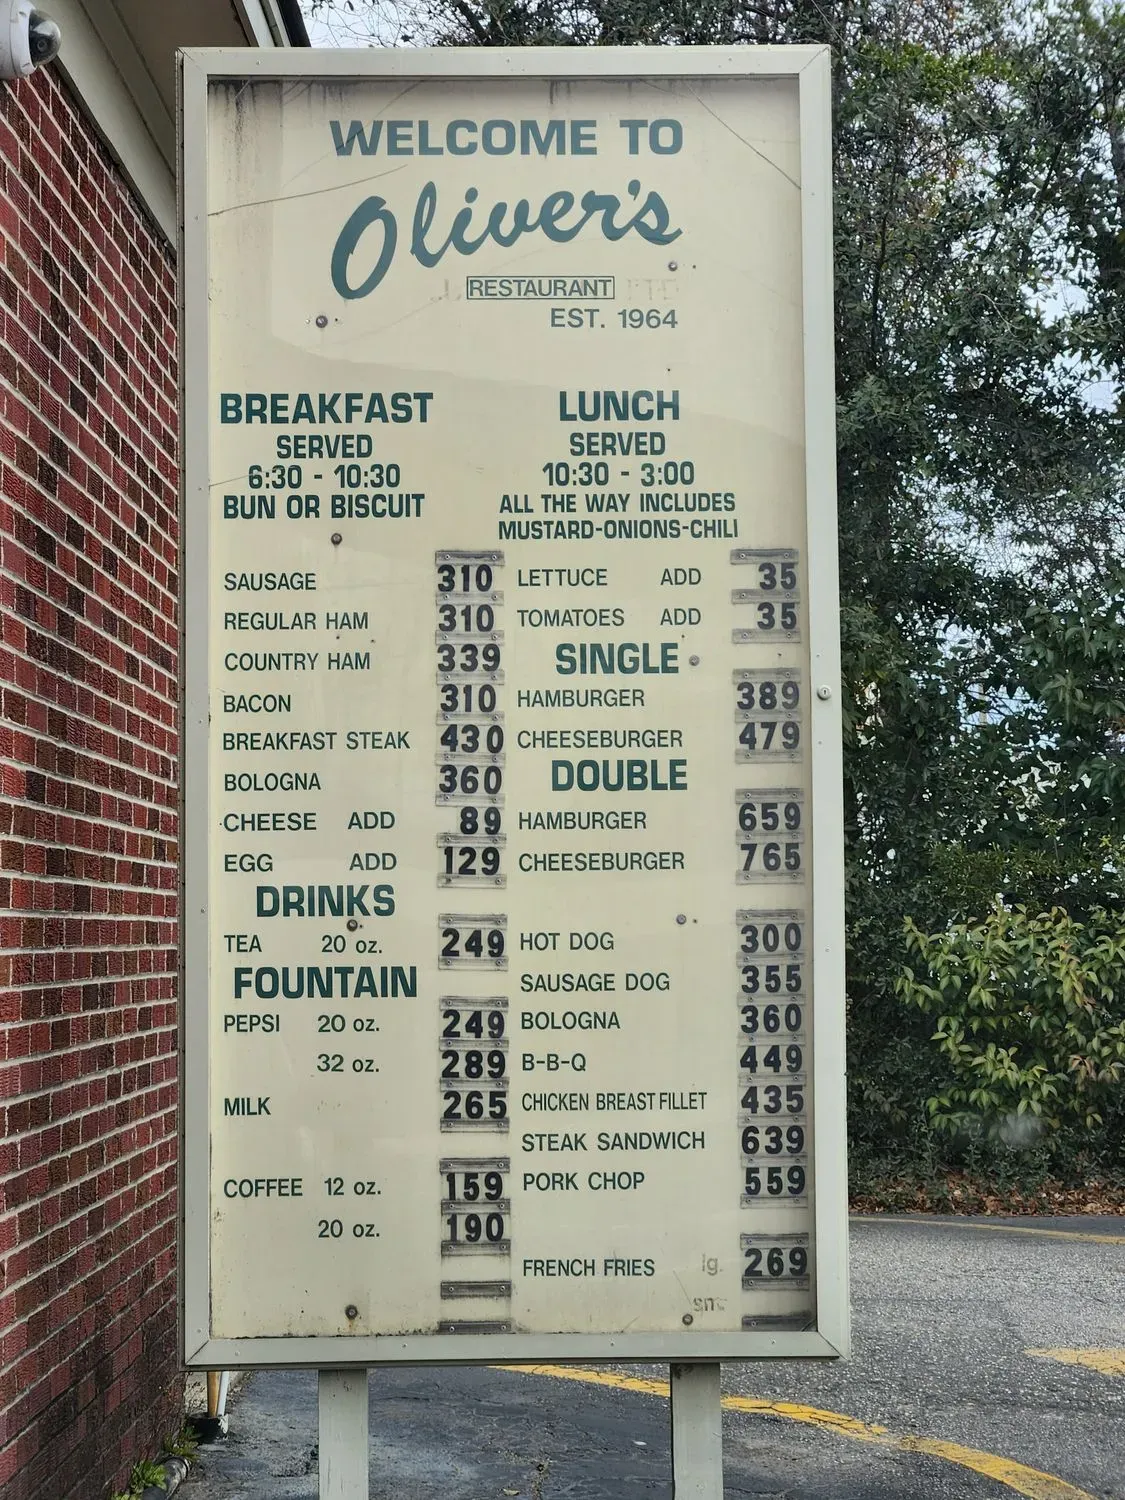 WELCOME TO
Oliver's
RESTAURANT
EST. 1964
BREAKFAST
SERVED
6:30 - 10:30
BUN OR BISCUIT
SAUSAGE 310
REGULAR HAM 310
COUNTRY HAM 339
BACON 310
BREAKFAST STEAK 430
BOLOGNA 360
CHEESE ADD 89
EGG ADD 129
DRINKS
TEA 20 oz. 249
FOUNTAIN
PEPSI 20 oz. 249
32 oz. 289
MILK 265
COFFEE 12 oz. 159
20 oz. 190
LUNCH
SERVED
10:30 - 3:00
ALL THE WAY INCLUDES
MUSTARD-ONIONS-CHILI
LETTUCE ADD 35
TOMATOES ADD 35
SINGLE
HAMBURGER 389
CHEESEBURGER 479
DOUBLE
HAMBURGER 659
CHEESEBURGER 765
HOT DOG 300
SAUSAGE DOG 355
BOLOGNA 360
B-B-Q 449
CHICKEN BREAST FILLET 435
STEAK SANDWICH 639
PORK CHOP 559
FRENCH FRIES lg. 269